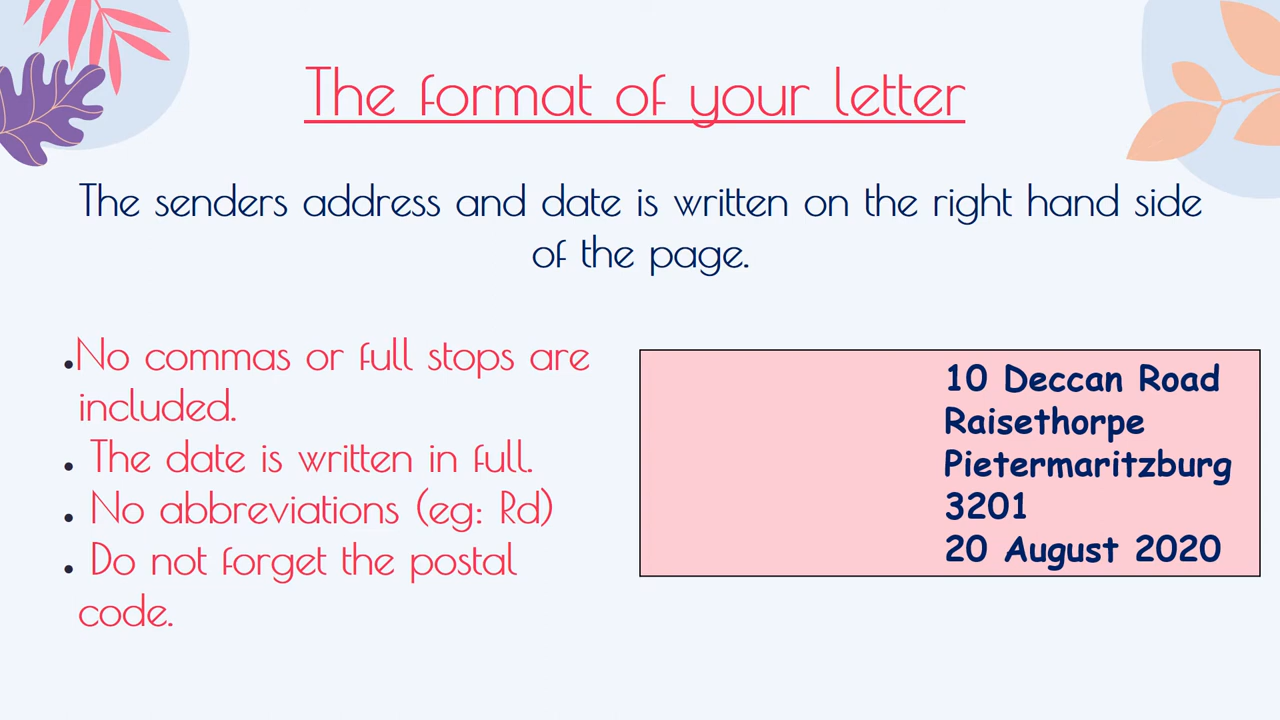 The format of your letter
The senders address and date is written on the right hand side
of the page.
.No commas or full stops are
included.
. The date is written in full.
. No abbreviations (eg: Rd)
. Do not forget the postal
code.
10 Deccan Road
Raisethorpe
Pietermaritzburg
3201
20 August 2020